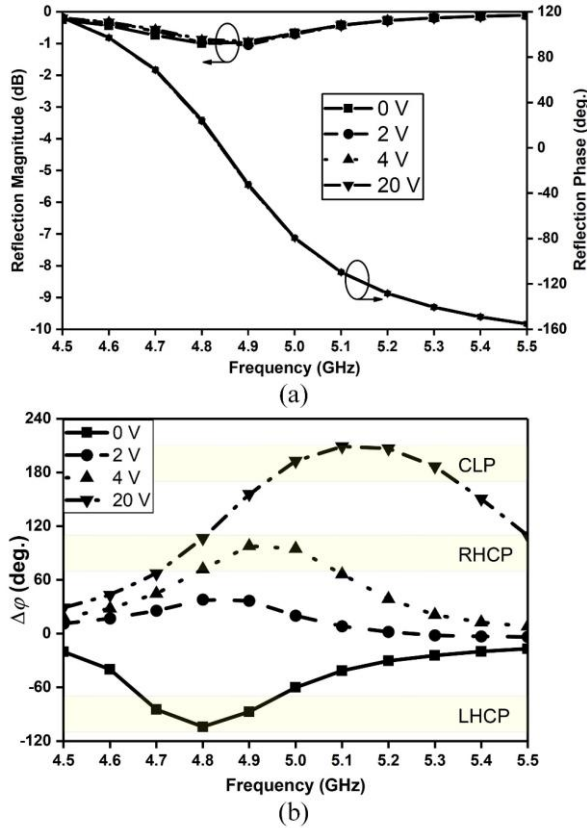 0
-1
-2
-3
-4
-5
-6
-7
-8
-9
-10
Reflection Magnitude (dB)
0 V
2 V
4 V
20 V
120
80
40
0
-40
-80
-120
-160
Reflection Phase (deg.)
4.5 4.6 4.7 4.8 4.9 5.0 5.1 5.2 5.3 5.4 5.5
Frequency (GHz)
(a)
240
180
120
60
0
-60
-120
Δφ (deg.)
0 V
2 V
4 V
20 V
CLP
RHCP
LHCP
4.5 4.6 4.7 4.8 4.9 5.0 5.1 5.2 5.3 5.4 5.5
Frequency (GHz)
(b)